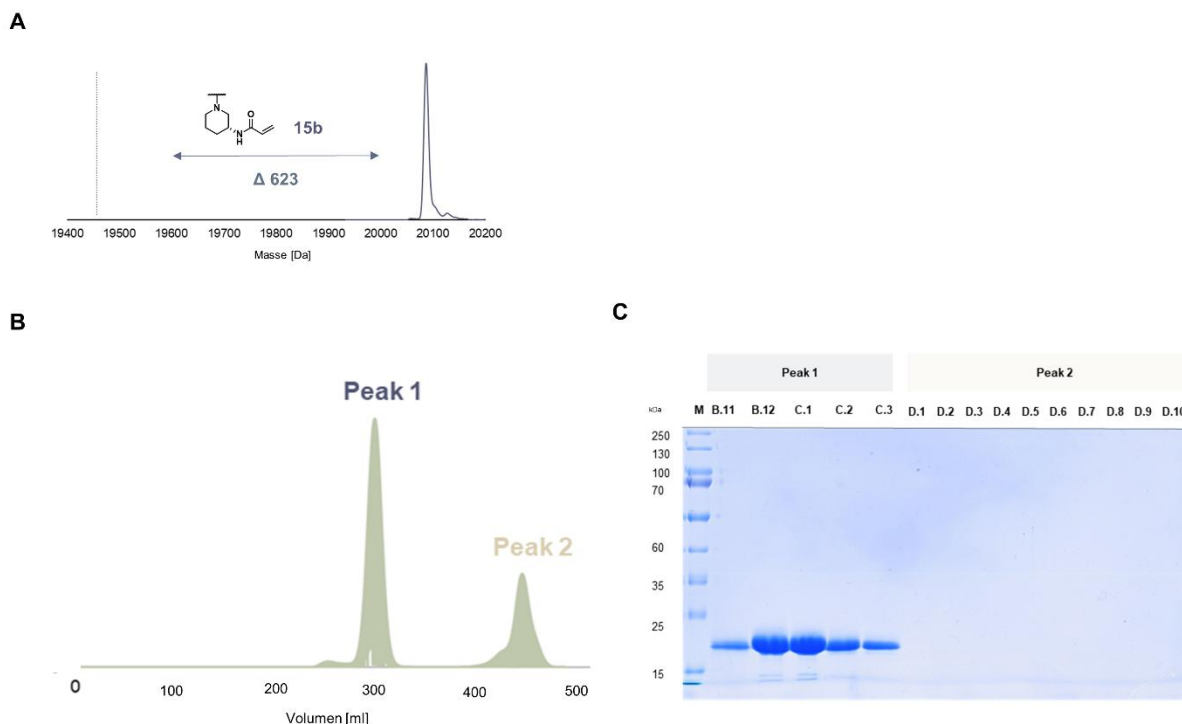 A
N
O
N
H
15b
Δ 623
19400 19500 19600 19700 19800 19900 20000 20100 20200
Masse [Da]
B
Peak 1
Peak 2
0 100 200 300 400 500
Volumen [ml]
C
Peak 1 Peak 2
kDa M B.11 B.12 C.1 C.2 C.3 D.1 D.2 D.3 D.4 D.5 D.6 D.7 D.8 D.9 D.10
250
130
100
70
60
35
25
15